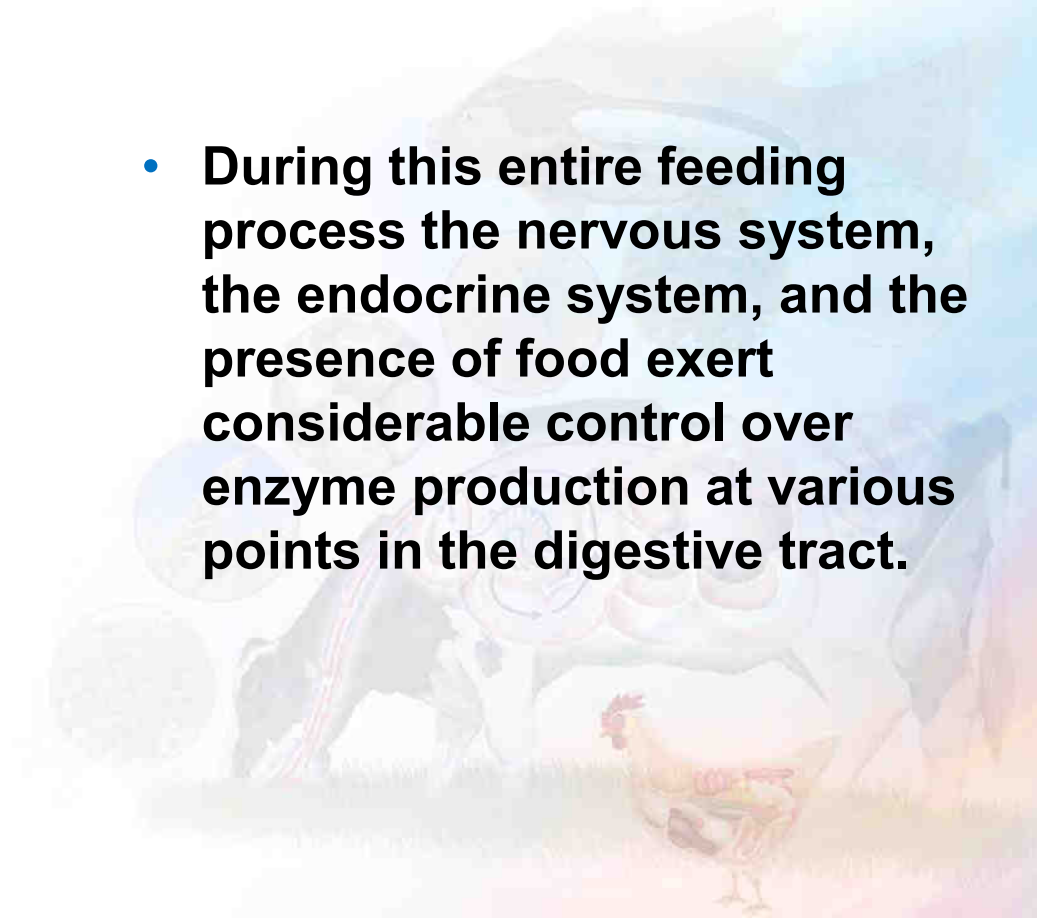 • During this entire feeding
process the nervous system,
the endocrine system, and the
presence of food exert
considerable control over
enzyme production at various
points in the digestive tract.